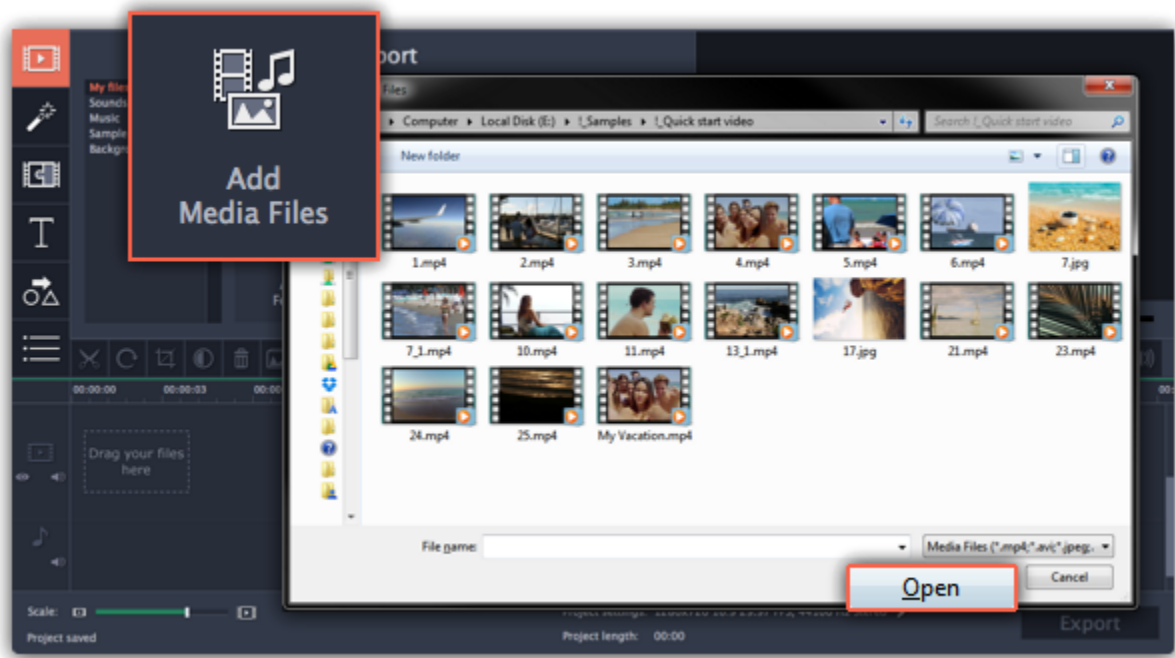 port
Add
Media Files
My files
Sounds
Music
Sample
Backgro
Files
Computer
Local Disk (E:)
!_Samples
!_Quick start video
Search !_Quick start video
New folder
1.mp4
2.mp4
3.mp4
4.mp4
5.mp4
6.mp4
7.jpg
7_1.mp4
10.mp4
11.mp4
13_1.mp4
17.jpg
21.mp4
23.mp4
24.mp4
25.mp4
My Vacation.mp4
00:00:00
00:00:03
00:00
00:
Drag your files
here
File name:
Media Files (*.mp4;*.avi;*.jpeg;.
Open
Cancel
Scale:
Project saved
Project length: 00:00
Export